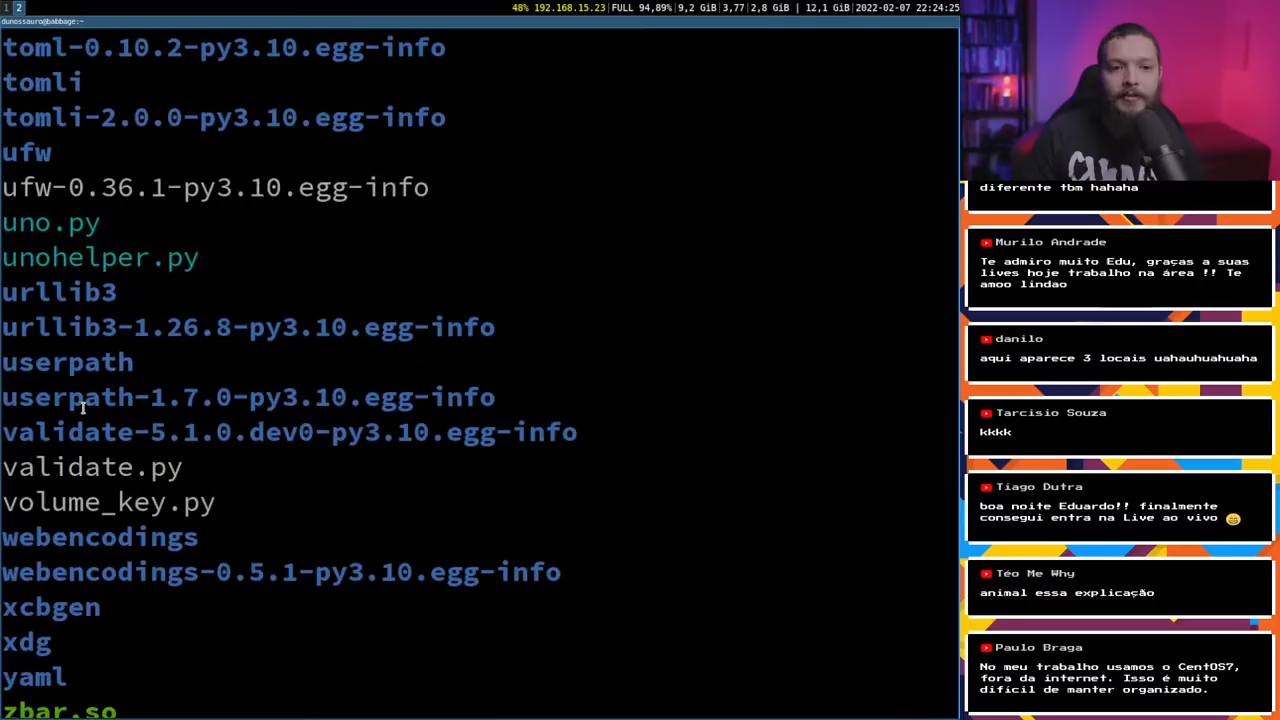 1 2
48% 192.168.15.23|FULL 94,89%|9,2 GiB|3,77|2,8 GiB | 12,1 GiB|2022-02-07 22:24:25
dunossauro@babbage:~
toml-0.10.2-py3.10.egg-info
tomli
tomli-2.0.0-py3.10.egg-info
ufw
ufw-0.36.1-py3.10.egg-info
uno.py
unohelper.py
urllib3
urllib3-1.26.8-py3.10.egg-info
userpath
userpath-1.7.0-py3.10.egg-info
validate-5.1.0.dev0-py3.10.egg-info
validate.py
volume_key.py
webencodings
webencodings-0.5.1-py3.10.egg-info
xcbgen
xdg
yaml
zbar.so
diferente tbm hahaha
Murilo Andrade
Te admiro muito Edu, graças a suas
lives hoje trabalho na área !! Te
amoo lindao
danilo
aqui aparece 3 locais uahauhuahuaha
Tarcisio Souza
kkkk
Tiago Dutra
boa noite Eduardo!! finalmente
consegui entra na Live ao vivo 😁
Téo Me Why
animal essa explicação
Paulo Braga
No meu trabalho usamos o CentOS7,
fora da internet. Isso é muito
difícil de manter organizado.